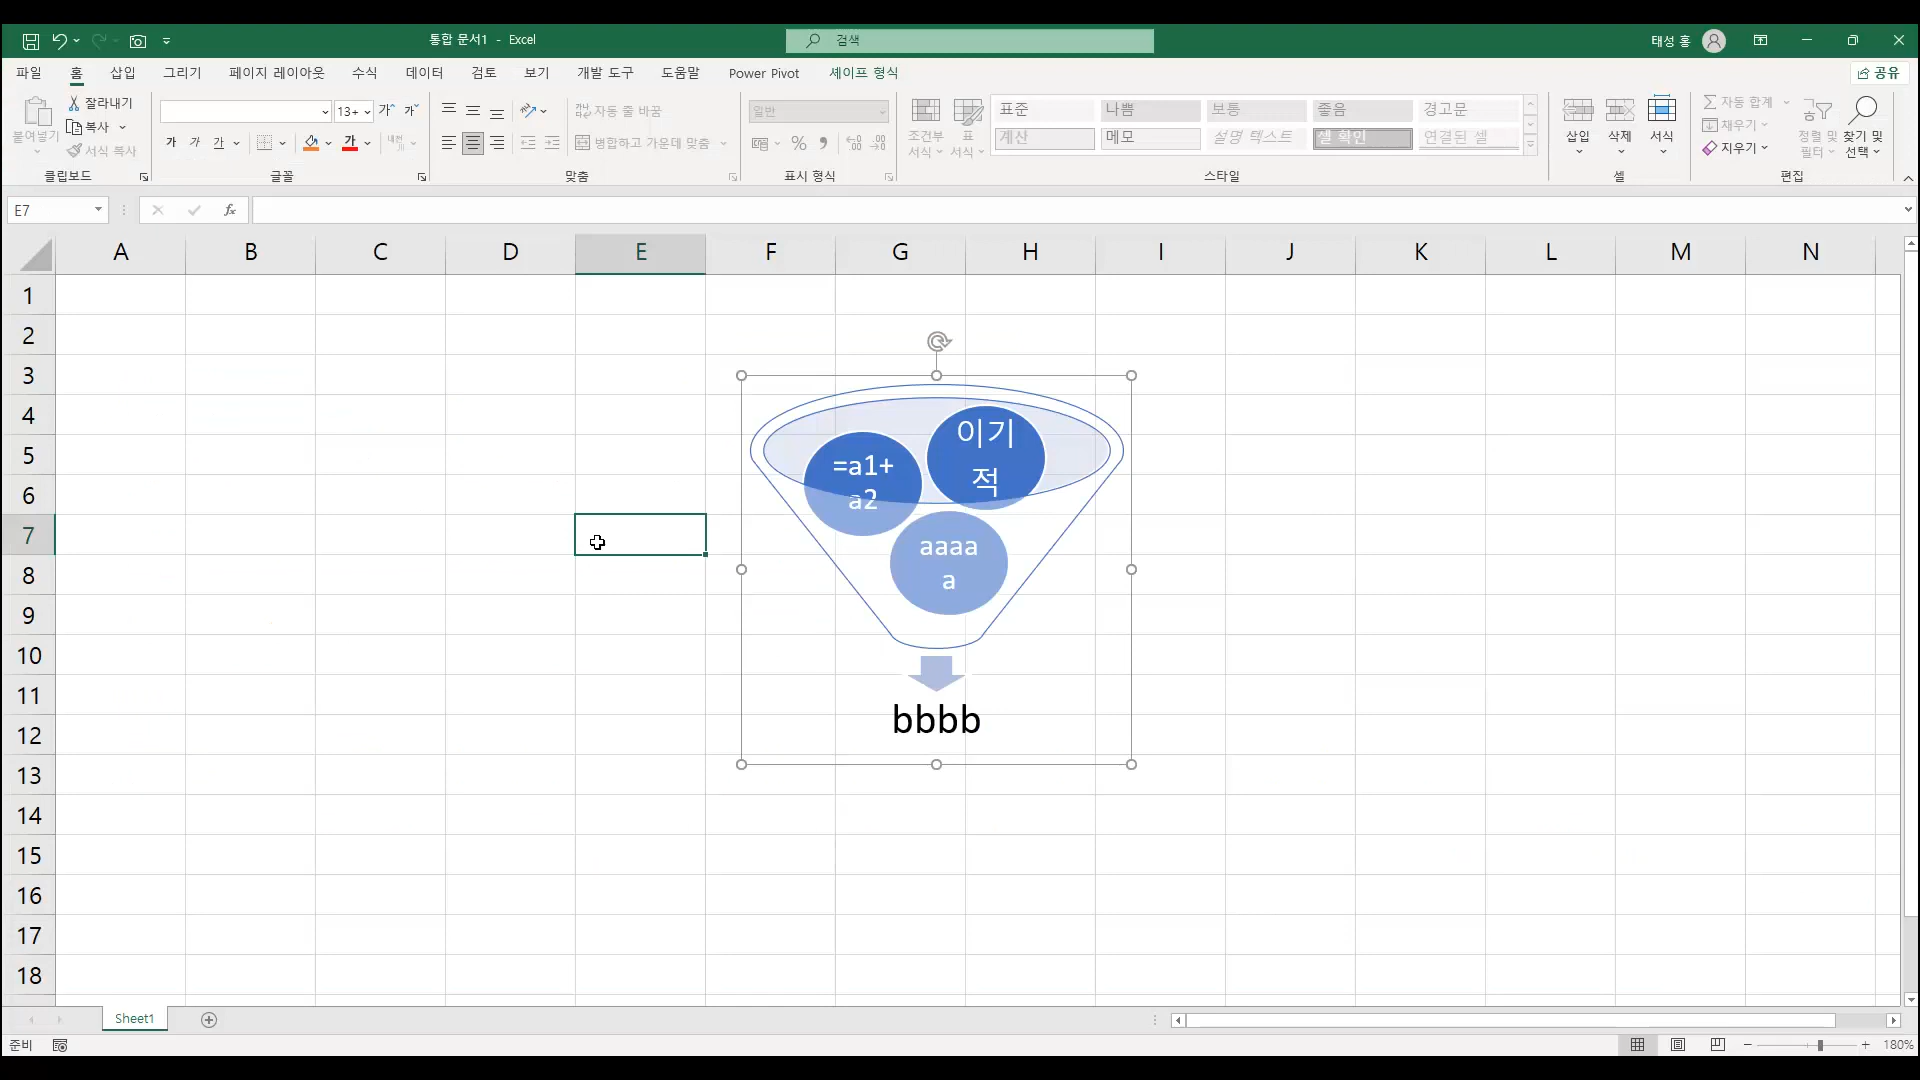 통합 문서1 - Excel
검색
태성 홍
파일 홈 삽입 그리기 페이지 레이아웃 수식 데이터 검토 보기 개발 도구 도움말 Power Pivot 셰이프 형식
공유
붙여넣기
잘라내기
복사
서식 복사
클립보드
13+
가 가
가 가 가 가
글꼴
자동 줄 바꿈
병합하고 가운데 맞춤
맞춤
일반
%
표시 형식
조건부 서식
표 서식
표준 나쁨 보통 좋음 경고문
계산 메모 설명 텍스트 셀 확인 연결된 셀
스타일
삽입 삭제 서식
셀
자동 합계
채우기
지우기
정렬 및 필터
찾기 및 선택
편집
E7
fx
A B C D E F G H I J K L M N
1
2
3
4
5
6
7
8
9
10
11
12
13
14
15
16
17
18
이기
적
=a1+
a2
aaaa
a
bbbb
Sheet1
준비
180%